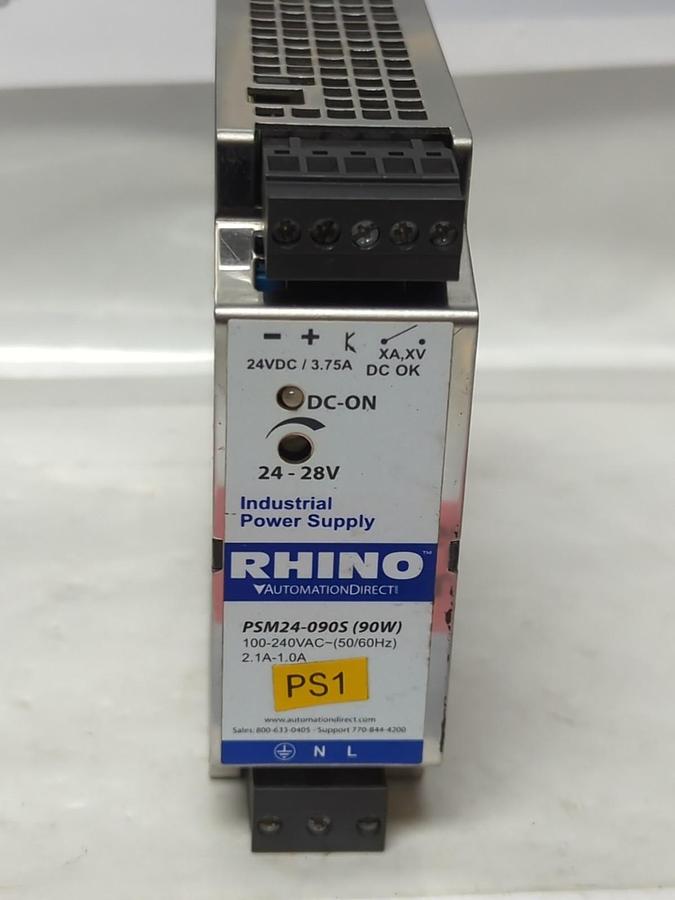 − + K
XA,XV
24VDC / 3.75A DC OK
DC-ON
24 - 28V
Industrial
Power Supply
RHINO™
AUTOMATIONDIRECT
PSM24-090S (90W)
100-240VAC~(50/60Hz)
2.1A-1.0A
PS1
www.automationdirect.com
Sales: 800-633-0405 - Support 770-844-4200
N L